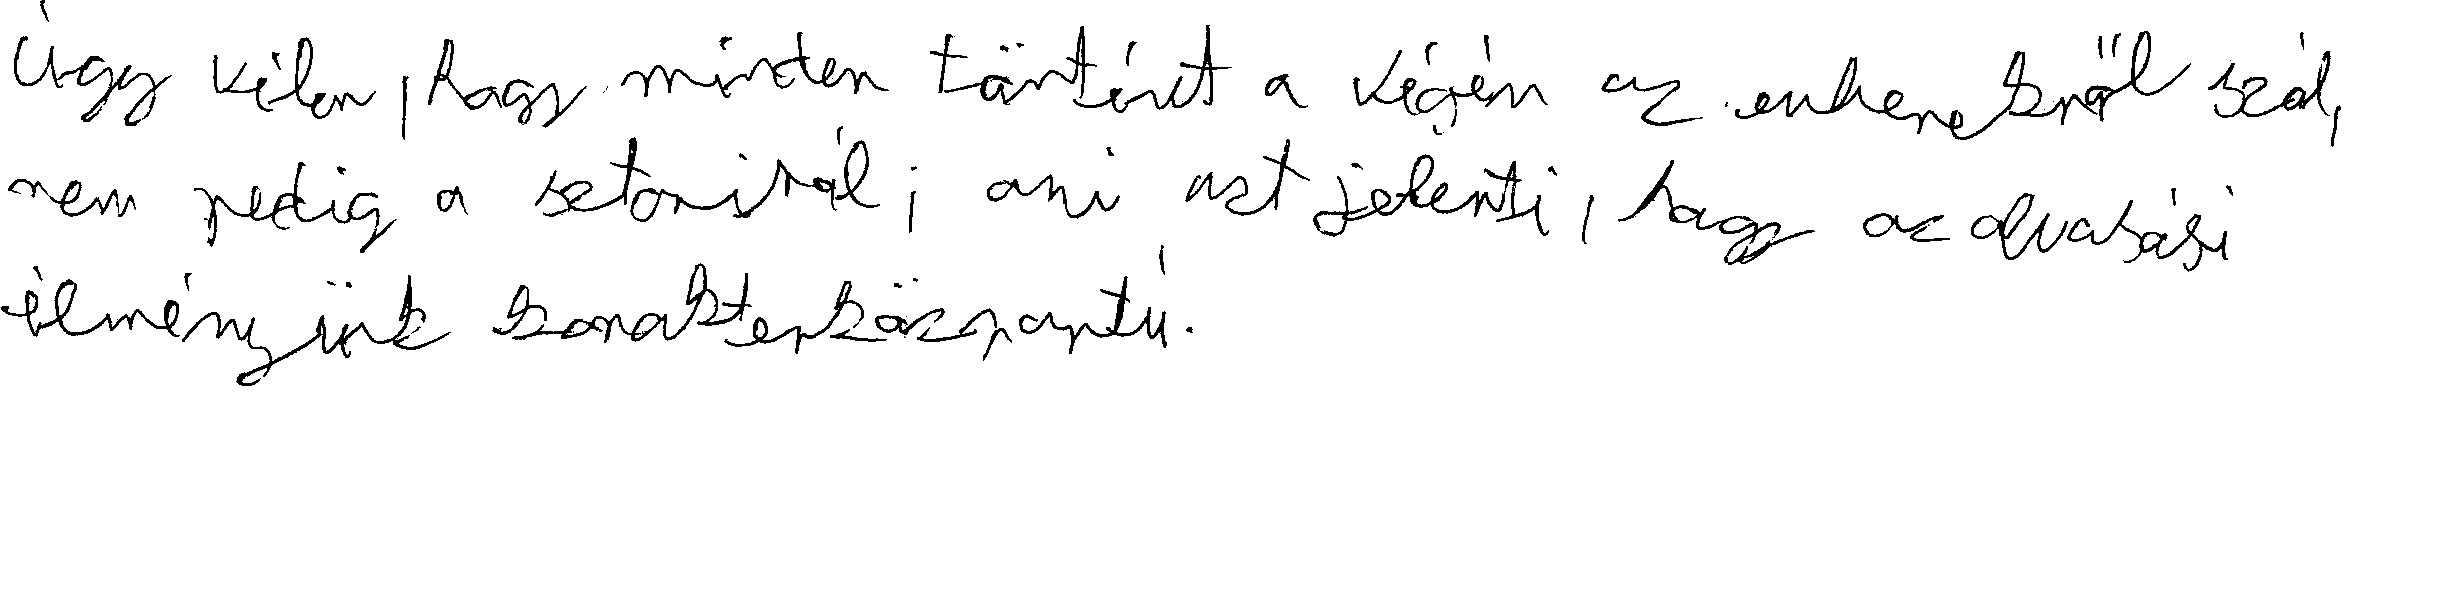 Úgy vélem, hogy minden történet a végén az emberekről szól,
nem pedig a sztoriról, ami azt jelenti, hogy az olvasási
élményünk karakterközpontú.